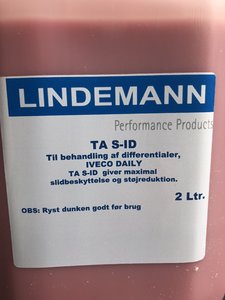 LINDEMANN
Performance Products
TA S-ID
Til behandling af differentialer,
IVECO DAILY
TA S-ID giver maximal
slidbeskyttelse og støjreduktion.
2 Ltr.
OBS: Ryst dunken godt før brug